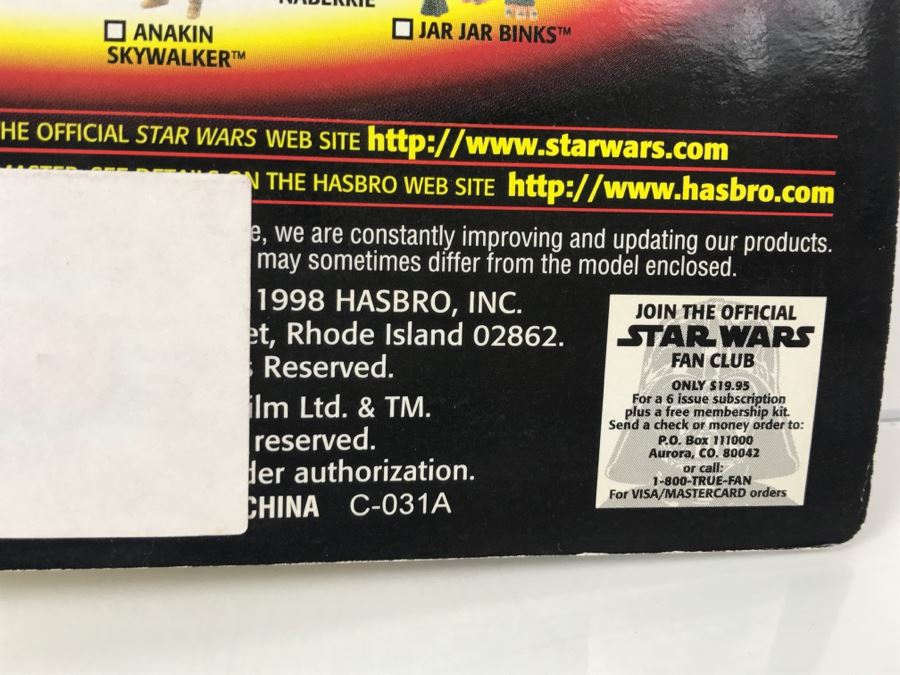 NABERRIE
☐ ANAKIN
SKYWALKER™
☐ JAR JAR BINKS™
HE OFFICIAL STAR WARS WEB SITE http://www.starwars.com
N THE HASBRO WEB SITE http://www.hasbro.com
e, we are constantly improving and updating our products.
may sometimes differ from the model enclosed.
1998 HASBRO, INC.
et, Rhode Island 02862.
s Reserved.
ilm Ltd. & TM.
reserved.
der authorization.
CHINA C-031A
JOIN THE OFFICIAL
STAR WARS
FAN CLUB
ONLY $19.95
For a 6 issue subscription
plus a free membership kit.
Send a check or money order to:
P.O. Box 111000
Aurora, CO. 80042
or call:
1-800-TRUE-FAN
For VISA/MASTERCARD orders